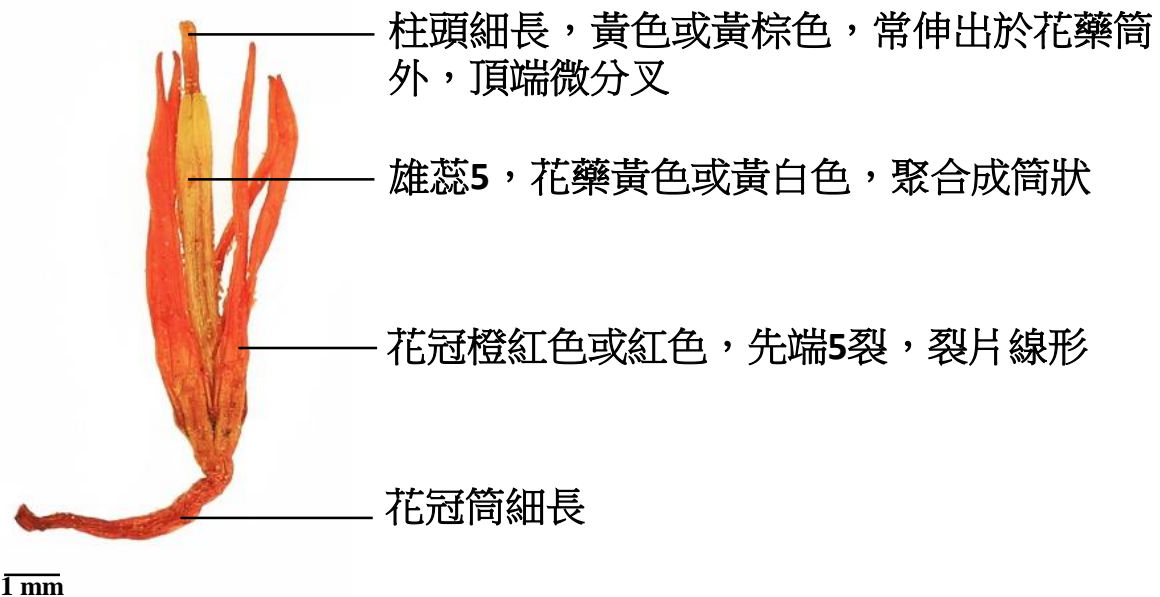 柱頭細長，黃色或黃棕色，常伸出於花藥筒
外，頂端微分叉
雄蕊5，花藥黃色或黃白色，聚合成筒狀
花冠橙紅色或紅色，先端5裂，裂片線形
花冠筒細長
1 mm